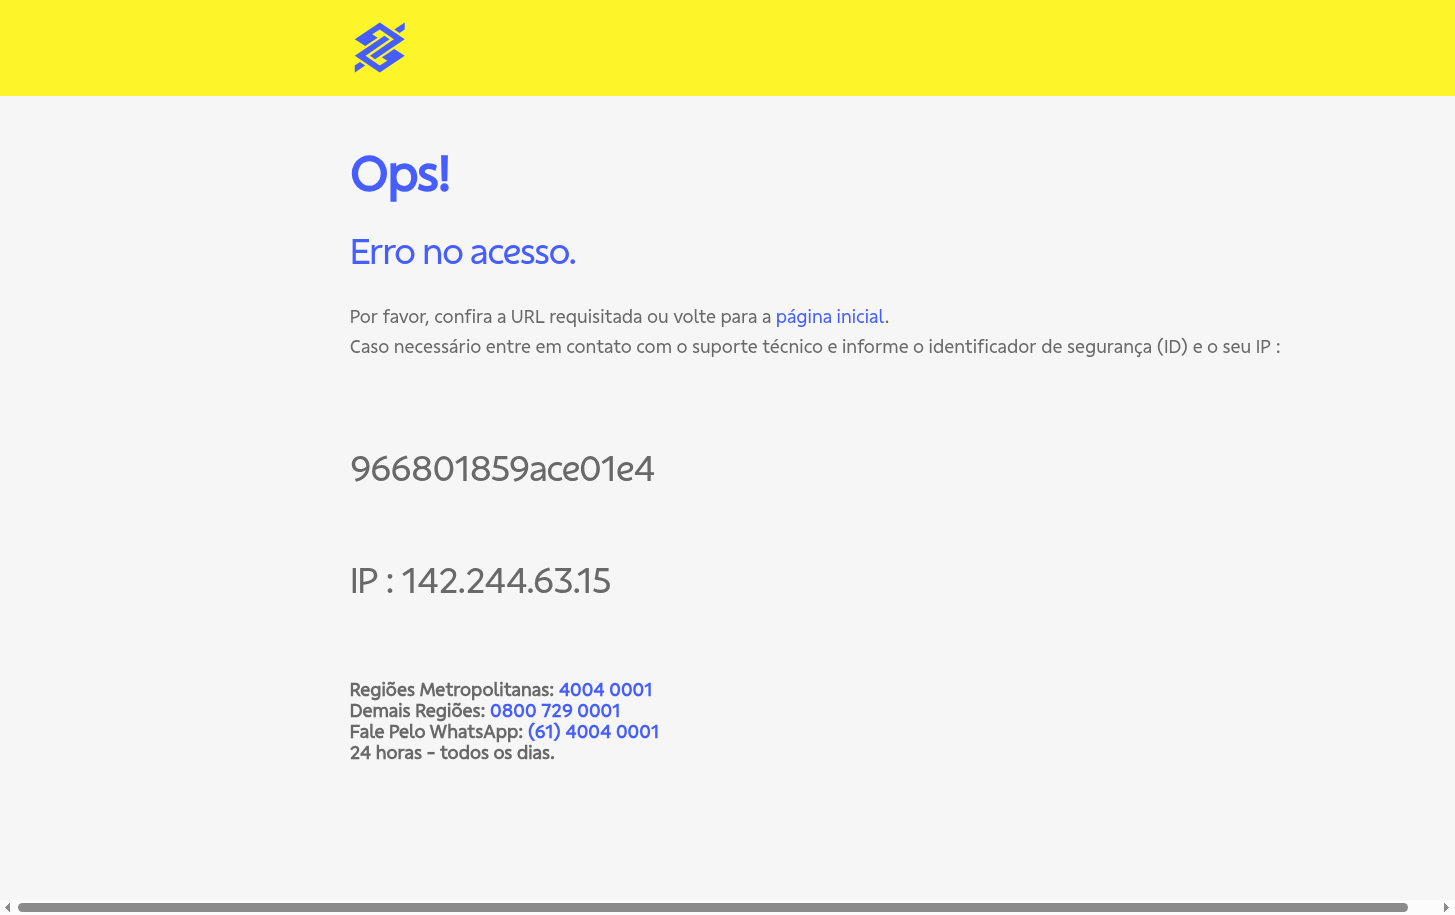 Ops!
Erro no acesso.
Por favor, confira a URL requisitada ou volte para a página inicial.
Caso necessário entre em contato com o suporte técnico e informe o identificador de segurança (ID) e o seu IP :
966801859ace01e4
IP : 142.244.63.15
Regiões Metropolitanas: 4004 0001
Demais Regiões: 0800 729 0001
Fale Pelo WhatsApp: (61) 4004 0001
24 horas - todos os dias.